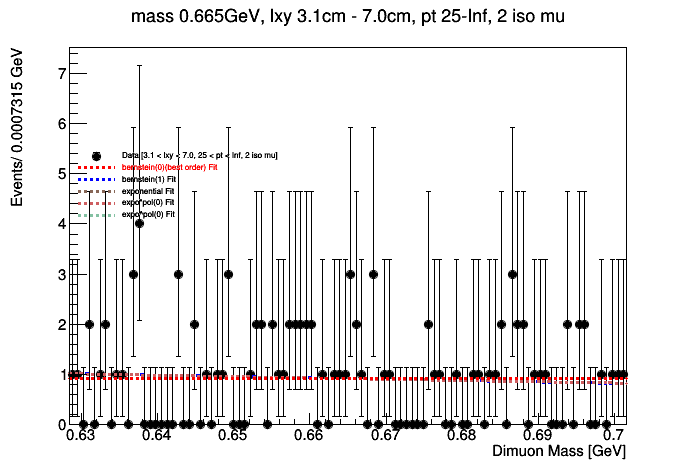 mass 0.665GeV, lxy 3.1cm - 7.0cm, pt 25-Inf, 2 iso mu
Events/ 0.0007315 GeV
7
6
5
4
3
2
1
0
Data [3.1 < lxy < 7.0, 25 < pt < Inf, 2 iso mu]
bernstein(0)(best order) Fit
bernstein(1) Fit
exponential Fit
expo*pol(0) Fit
expo*pol(0) Fit
0.63 0.64 0.65 0.66 0.67 0.68 0.69 0.7
Dimuon Mass [GeV]